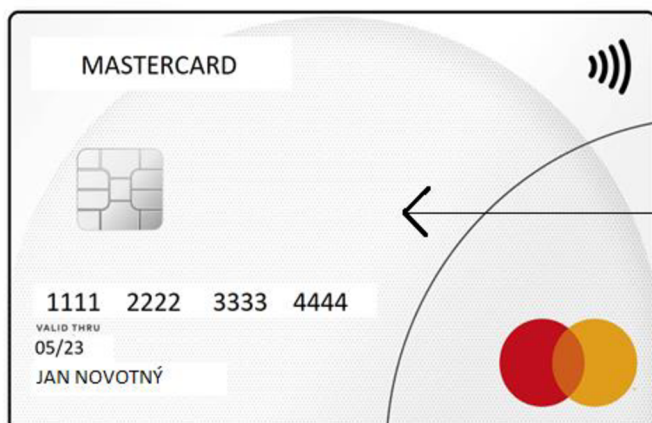 MASTERCARD
1111 2222 3333 4444
VALID THRU
05/23
JAN NOVOTNÝ